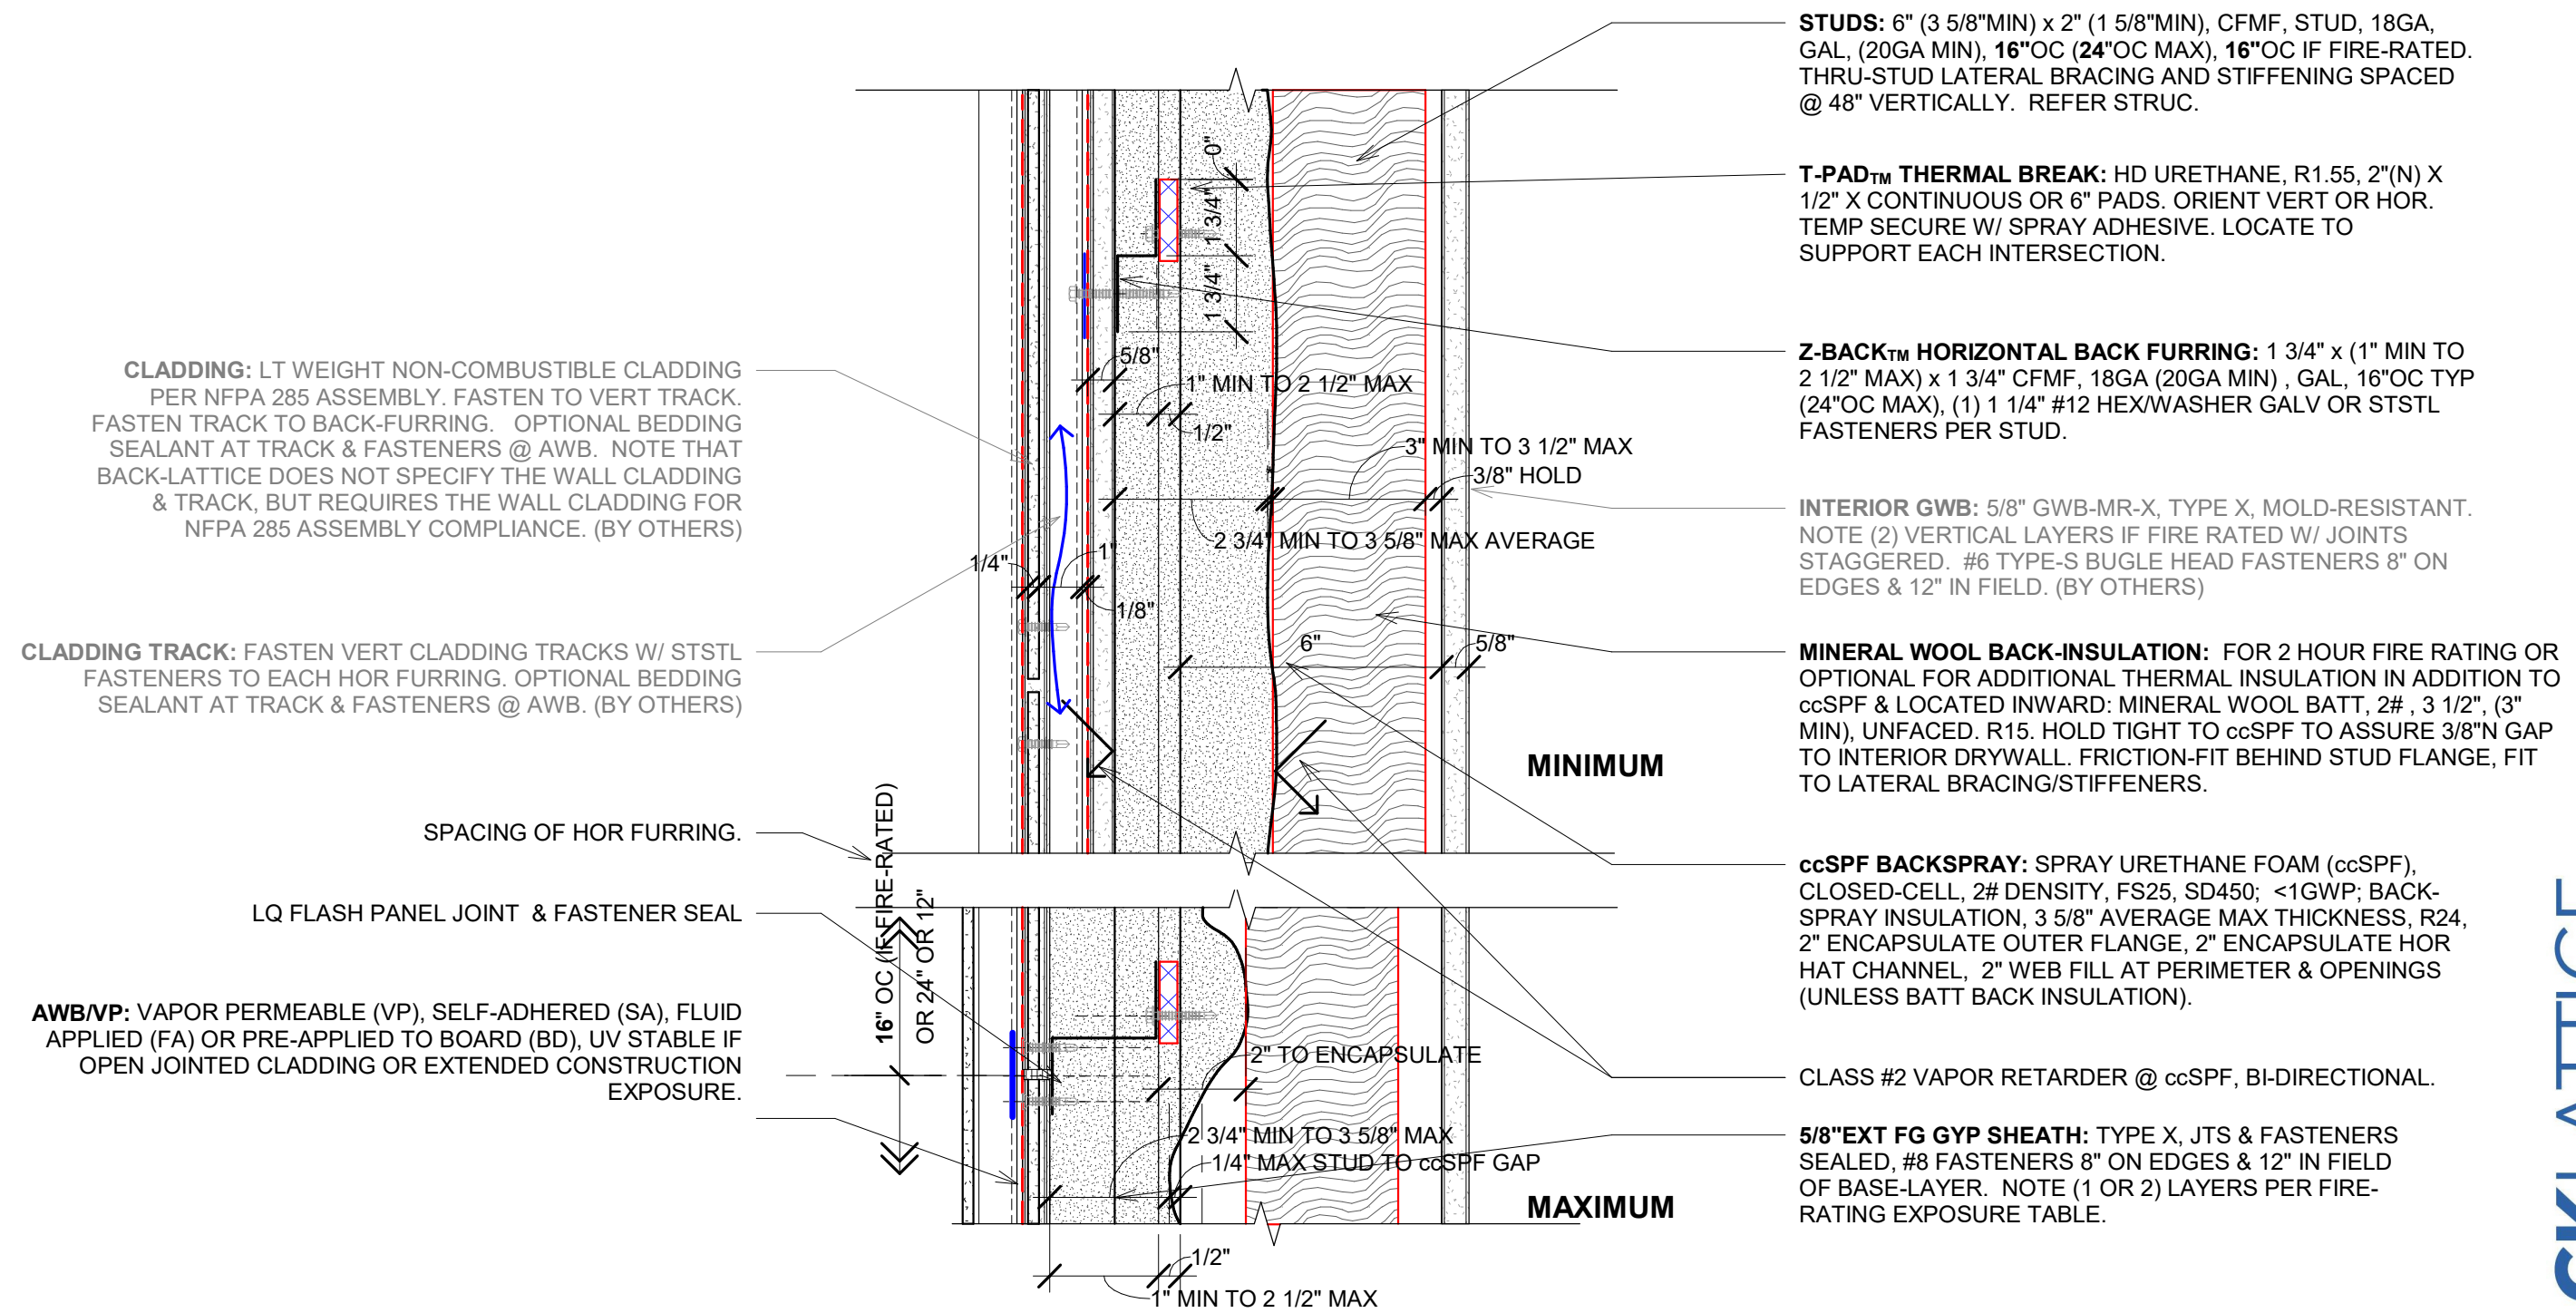 STUDS: 6" (3 5/8"MIN) x 2" (1 5/8"MIN), CFMF, STUD, 18GA,
GAL, (20GA MIN), 16"OC (24"OC MAX), 16"OC IF FIRE-RATED.
THRU-STUD LATERAL BRACING AND STIFFENING SPACED
@ 48" VERTICALLY.  REFER STRUC.
T-PAD™ THERMAL BREAK: HD URETHANE, R1.55, 2"(N) X
1/2" X CONTINUOUS OR 6" PADS. ORIENT VERT OR HOR.
TEMP SECURE W/ SPRAY ADHESIVE. LOCATE TO
SUPPORT EACH INTERSECTION.
Z-BACK™ HORIZONTAL BACK FURRING: 1 3/4" x (1" MIN TO
2 1/2" MAX) x 1 3/4" CFMF, 18GA (20GA MIN) , GAL, 16"OC TYP
(24"OC MAX), (1) 1 1/4" #12 HEX/WASHER GALV OR STSTL
FASTENERS PER STUD.
INTERIOR GWB: 5/8" GWB-MR-X, TYPE X, MOLD-RESISTANT.
NOTE (2) VERTICAL LAYERS IF FIRE RATED W/ JOINTS
STAGGERED.  #6 TYPE-S BUGLE HEAD FASTENERS 8" ON
EDGES & 12" IN FIELD. (BY OTHERS)
MINERAL WOOL BACK-INSULATION:  FOR 2 HOUR FIRE RATING OR
OPTIONAL FOR ADDITIONAL THERMAL INSULATION IN ADDITION TO
ccSPF & LOCATED INWARD: MINERAL WOOL BATT, 2# , 3 1/2", (3"
MIN), UNFACED. R15. HOLD TIGHT TO ccSPF TO ASSURE 3/8"N GAP
TO INTERIOR DRYWALL. FRICTION-FIT BEHIND STUD FLANGE, FIT
TO LATERAL BRACING/STIFFENERS.
ccSPF BACKSPRAY: SPRAY URETHANE FOAM (ccSPF),
CLOSED-CELL, 2# DENSITY, FS25, SD450;  <1GWP; BACK-
SPRAY INSULATION, 3 5/8" AVERAGE MAX THICKNESS, R24,
2" ENCAPSULATE OUTER FLANGE, 2" ENCAPSULATE HOR
HAT CHANNEL,  2" WEB FILL AT PERIMETER & OPENINGS
(UNLESS BATT BACK INSULATION).
CLASS #2 VAPOR RETARDER @ ccSPF, BI-DIRECTIONAL.
5/8"EXT FG GYP SHEATH: TYPE X, JTS & FASTENERS
SEALED, #8 FASTENERS 8" ON EDGES & 12" IN FIELD
OF BASE-LAYER.  NOTE (1 OR 2) LAYERS PER FIRE-
RATING EXPOSURE TABLE.
CLADDING: LT WEIGHT NON-COMBUSTIBLE CLADDING
PER NFPA 285 ASSEMBLY. FASTEN TO VERT TRACK.
FASTEN TRACK TO BACK-FURRING.   OPTIONAL BEDDING
SEALANT AT TRACK & FASTENERS @ AWB.  NOTE THAT
BACK-LATTICE DOES NOT SPECIFY THE WALL CLADDING
& TRACK, BUT REQUIRES THE WALL CLADDING FOR
NFPA 285 ASSEMBLY COMPLIANCE. (BY OTHERS)
CLADDING TRACK: FASTEN VERT CLADDING TRACKS W/ STSTL
FASTENERS TO EACH HOR FURRING. OPTIONAL BEDDING
SEALANT AT TRACK & FASTENERS @ AWB. (BY OTHERS)
SPACING OF HOR FURRING.
LQ FLASH PANEL JOINT  & FASTENER SEAL
AWB/VP: VAPOR PERMEABLE (VP), SELF-ADHERED (SA), FLUID
APPLIED (FA) OR PRE-APPLIED TO BOARD (BD), UV STABLE IF
OPEN JOINTED CLADDING OR EXTENDED CONSTRUCTION
EXPOSURE.
0"
1 3/4"
1 3/4"
5/8"
1" MIN TO 2 1/2" MAX
1/2"
3" MIN TO 3 1/2" MAX
3/8" HOLD
2 3/4" MIN TO 3 5/8" MAX AVERAGE
1/4"
1"
1/8"
6"
5/8"
MINIMUM
16" OC (IF FIRE-RATED)
OR 24" OR 12"
2" TO ENCAPSULATE
2 3/4" MIN TO 3 5/8" MAX
1/4" MAX STUD TO ccSPF GAP
MAXIMUM
1/2"
1" MIN TO 2 1/2" MAX